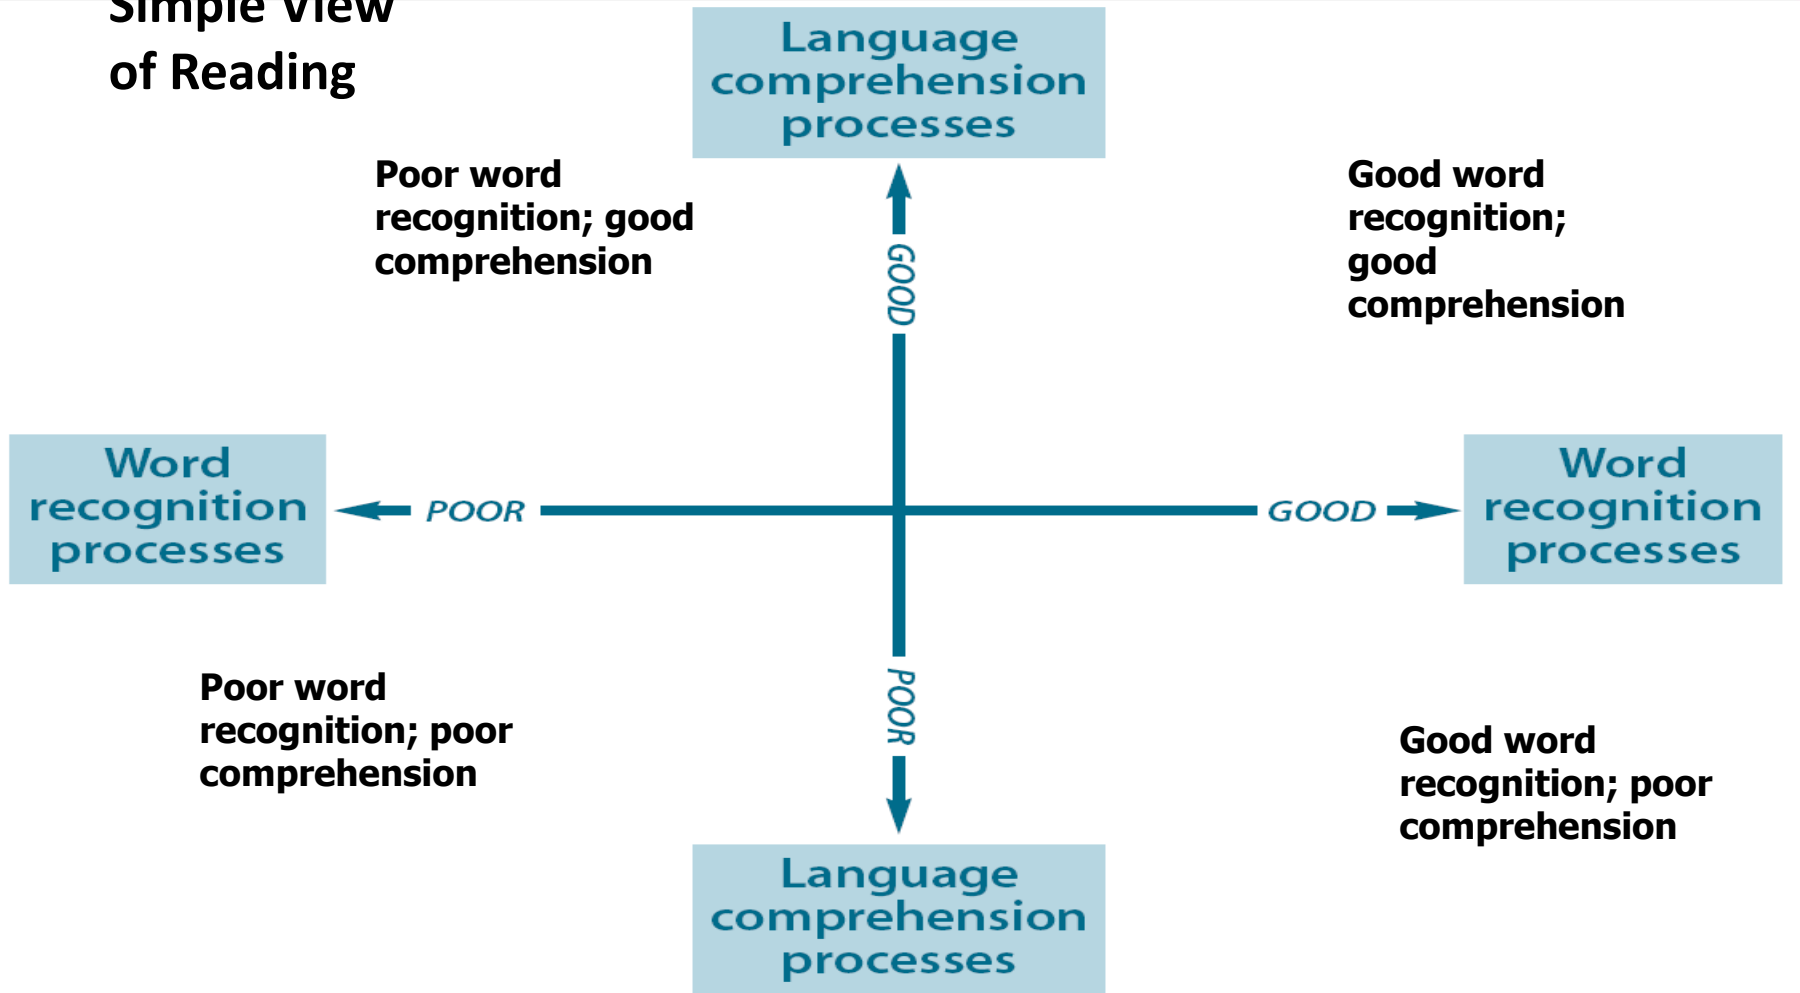 Simple View
of Reading
Language
comprehension
processes
Poor word
recognition; good
comprehension
Good word
recognition;
good
comprehension
GOOD
Word
recognition
processes
POOR
GOOD
Word
recognition
processes
POOR
Poor word
recognition; poor
comprehension
Good word
recognition; poor
comprehension
Language
comprehension
processes